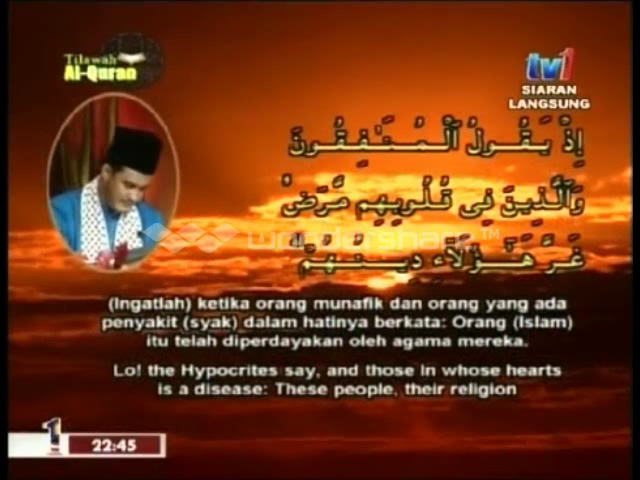 Tilawah
Al-Quran
tv1
SIARAN
LANGSUNG
إِذْ يَقُولُ ٱلْمُنَـٰفِقُونَ
وَٱلَّذِينَ فِى قُلُوبِهِم مَّرَضٌ
غَرَّ هَـٰٓؤُلَآءِ دِينُهُمْ
wondershare™
(Ingatlah) ketika orang munafik dan orang yang ada
penyakit (syak) dalam hatinya berkata: Orang (Islam)
itu telah diperdayakan oleh agama mereka.
Lo! the Hypocrites say, and those In whose hearts
is a disease: These people, their religion
1
22:45